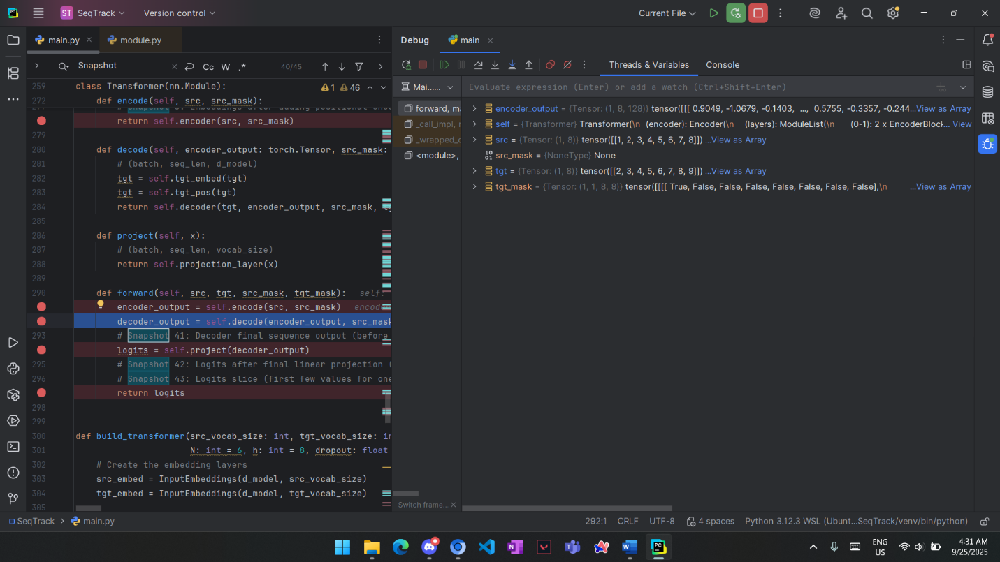 ST SeqTrack Version control Current File
main.py module.py
Debug main
Snapshot Cc W .* 40/45
Threads & Variables Console
Mai...... Evaluate expression (Enter) or add a watch (Ctrl+Shift+Enter)
259 class Transformer(nn.Module): 1 46
272 def encode(self, src, src_mask):
return self.encoder(src, src_mask)
279
280 def decode(self, encoder_output: torch.Tensor, src_mask:
281 # (batch, seq_len, d_model)
282 tgt = self.tgt_embed(tgt)
283 tgt = self.tgt_pos(tgt)
284 return self.decoder(tgt, encoder_output, src_mask,
285
286 def project(self, x):
287 # (batch, seq_len, vocab_size)
288 return self.projection_layer(x)
289
290 def forward(self, src, tgt, src_mask, tgt_mask): self:
encoder_output = self.encode(src, src_mask) encode
decoder_output = self.decode(encoder_output, src_mask
293 # Snapshot 41: Decoder final sequence output (before
logits = self.project(decoder_output)
295 # Snapshot 42: Logits after final linear projection (
296 # Snapshot 43: Logits slice (first few values for one
return logits
298
299
300 def build_transformer(src_vocab_size: int, tgt_vocab_size: in
301 N: int = 6, h: int = 8, dropout: float
302 # Create the embedding layers
303 src_embed = InputEmbeddings(d_model, src_vocab_size)
304 tgt_embed = InputEmbeddings(d_model, tgt_vocab_size)
305
forward, ma
_call_impl, m
_wrapped_c
<module>,
Switch frame...
encoder_output = {Tensor: (1, 8, 128)} tensor([[[ 0.9049, -1.0679, -0.1403, ..., 0.5755, -0.3357, -0.244...View as Array
self = {Transformer} Transformer(\n (encoder): Encoder(\n (layers): ModuleList(\n (0-1): 2 x EncoderBlock... View
src = {Tensor: (1, 8)} tensor([[1, 2, 3, 4, 5, 6, 7, 8]]) ...View as Array
src_mask = {NoneType} None
tgt = {Tensor: (1, 8)} tensor([[2, 3, 4, 5, 6, 7, 8, 9]]) ...View as Array
tgt_mask = {Tensor: (1, 1, 8, 8)} tensor([[[[ True, False, False, False, False, False, False, False],\n ...View as Array
SeqTrack main.py 292:1 CRLF UTF-8 4 spaces Python 3.12.3 WSL (Ubunt...SeqTrack/venv/bin/python)
ENG
US
4:31 AM
9/25/2025